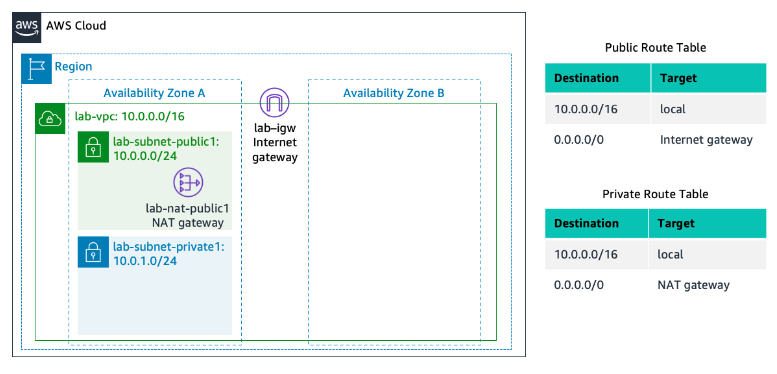 aws
AWS Cloud
Region
Availability Zone A
Availability Zone B
lab-vpc: 10.0.0.0/16
lab-subnet-public1:
10.0.0.0/24
lab-nat-public1
NAT gateway
lab-subnet-private1:
10.0.1.0/24
lab-igw
Internet
gateway
Public Route Table
Destination Target
10.0.0.0/16 local
0.0.0.0/0 Internet gateway
Private Route Table
Destination Target
10.0.0.0/16 local
0.0.0.0/0 NAT gateway